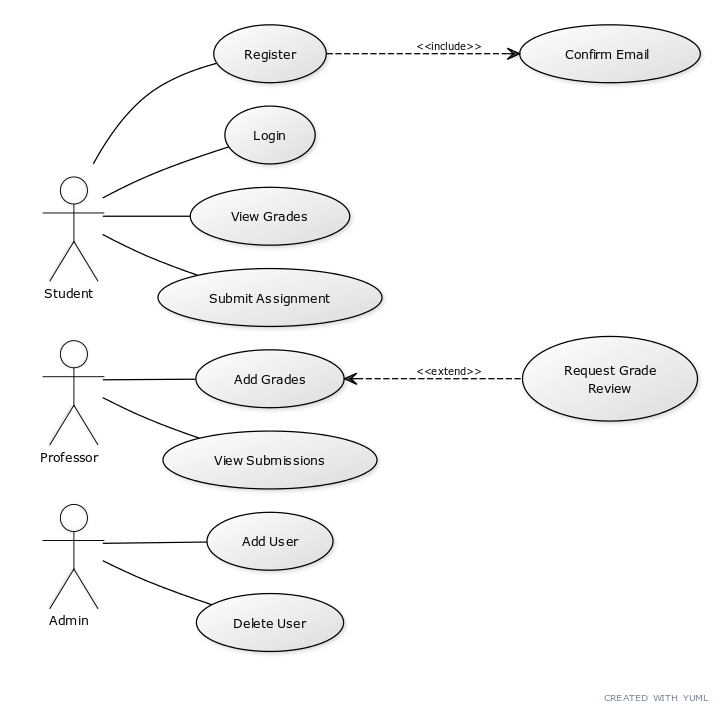 Register
<<include>>
Confirm Email
Login
View Grades
Submit Assignment
Student
Add Grades
<<extend>>
Request Grade
Review
View Submissions
Professor
Add User
Delete User
Admin
CREATED WITH YUML